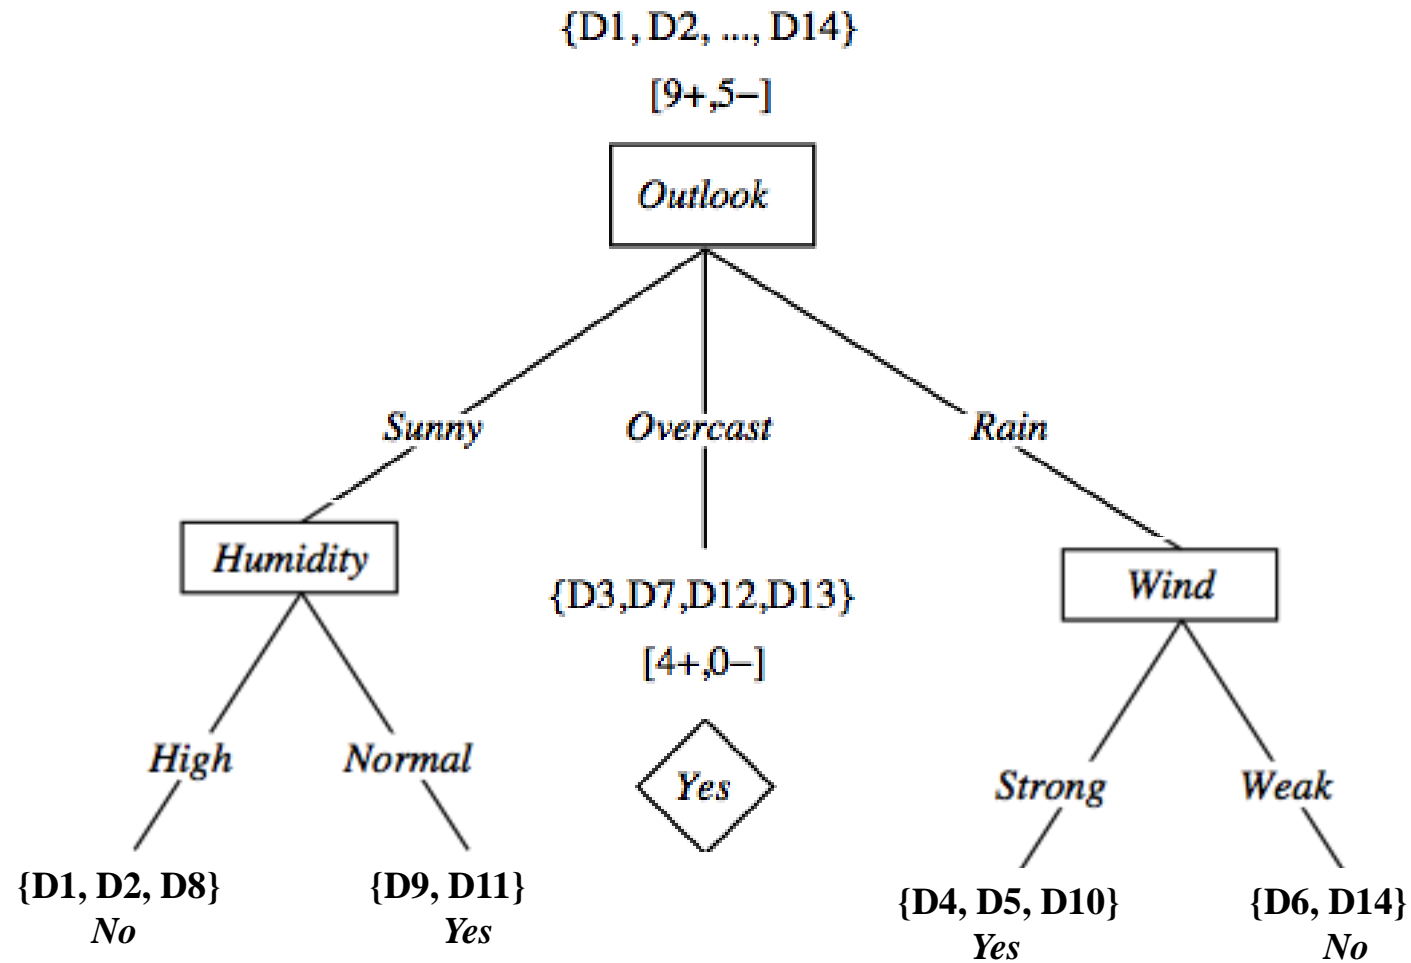 {D1, D2, ..., D14}
[9+,5−]
Outlook
Sunny
Overcast
Rain
Humidity
{D3,D7,D12,D13}
[4+,0−]
Wind
High
Normal
Yes
Strong
Weak
{D1, D2, D8}
No
{D9, D11}
Yes
{D4, D5, D10}
Yes
{D6, D14}
No